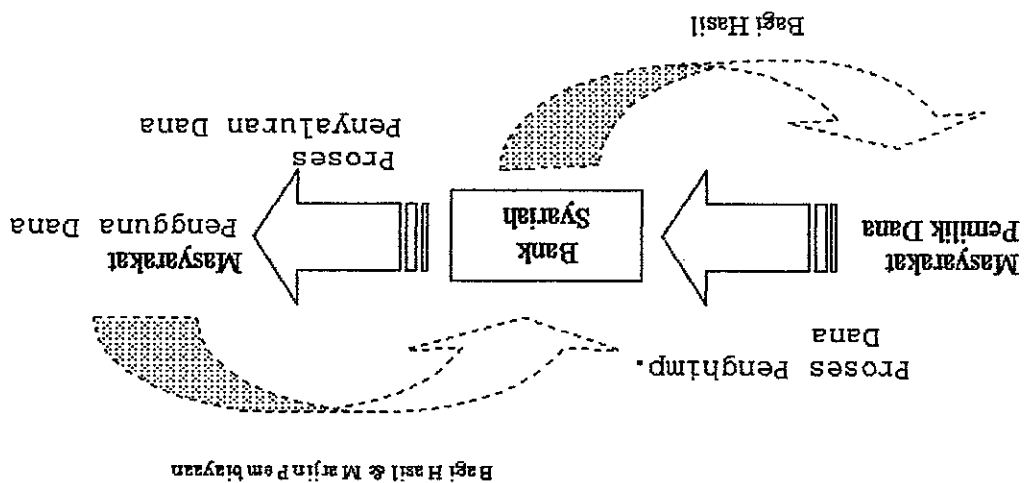 Bagi Hasil & Marjin Pembiayaan
Proses Penghimp.
Dana
Masyarakat
Pemilik Dana
Bank
Syariah
Masyarakat
Pengguna Dana
Proses
Penyaluran Dana
Bagi Hasil